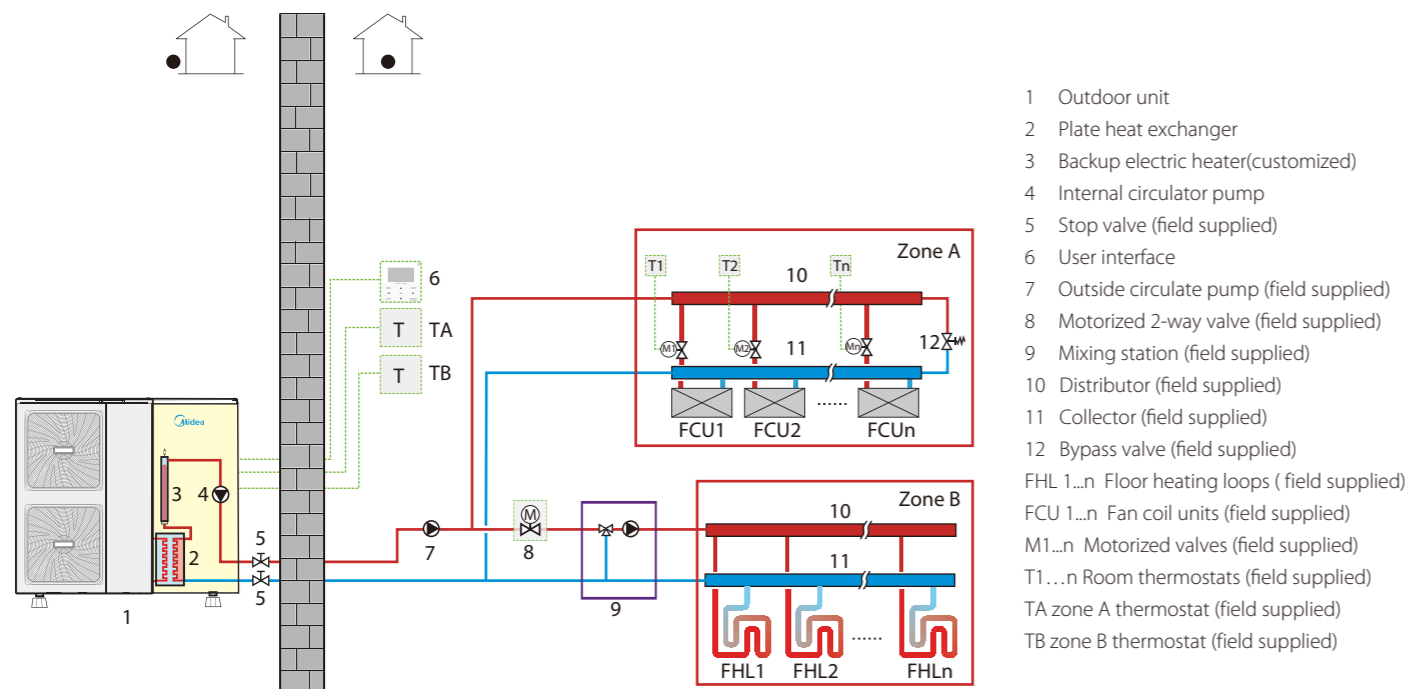 Midea
3
4
2
5
5
1
6
T TA
T TB
7
M
8
9
Zone A
T1
T2
Tn
10
M1
M2
Mn
11
12
FCU1
FCU2
......
FCUn
Zone B
10
11
FHL1
FHL2
......
FHLn
1 Outdoor unit
2 Plate heat exchanger
3 Backup electric heater(customized)
4 Internal circulator pump
5 Stop valve (field supplied)
6 User interface
7 Outside circulate pump (field supplied)
8 Motorized 2-way valve (field supplied)
9 Mixing station (field supplied)
10 Distributor (field supplied)
11 Collector (field supplied)
12 Bypass valve (field supplied)
FHL 1...n Floor heating loops ( field supplied)
FCU 1...n Fan coil units (field supplied)
M1...n Motorized valves (field supplied)
T1...n Room thermostats (field supplied)
TA zone A thermostat (field supplied)
TB zone B thermostat (field supplied)